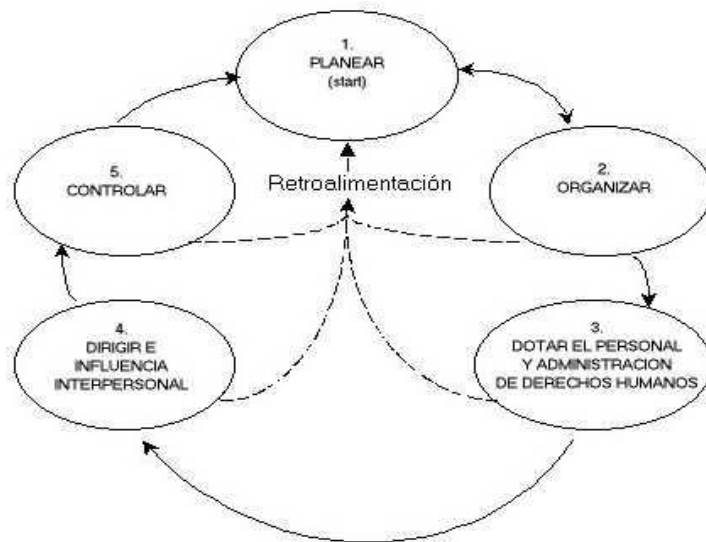 1.
PLANEAR
(start)
5.
CONTROLAR
Retroalimentación
2.
ORGANIZAR
4.
DIRIGIR E
INFLUENCIA
INTERPERSONAL
3.
DOTAR EL PERSONAL
Y ADMINISTRACION
DE DERECHOS HUMANOS